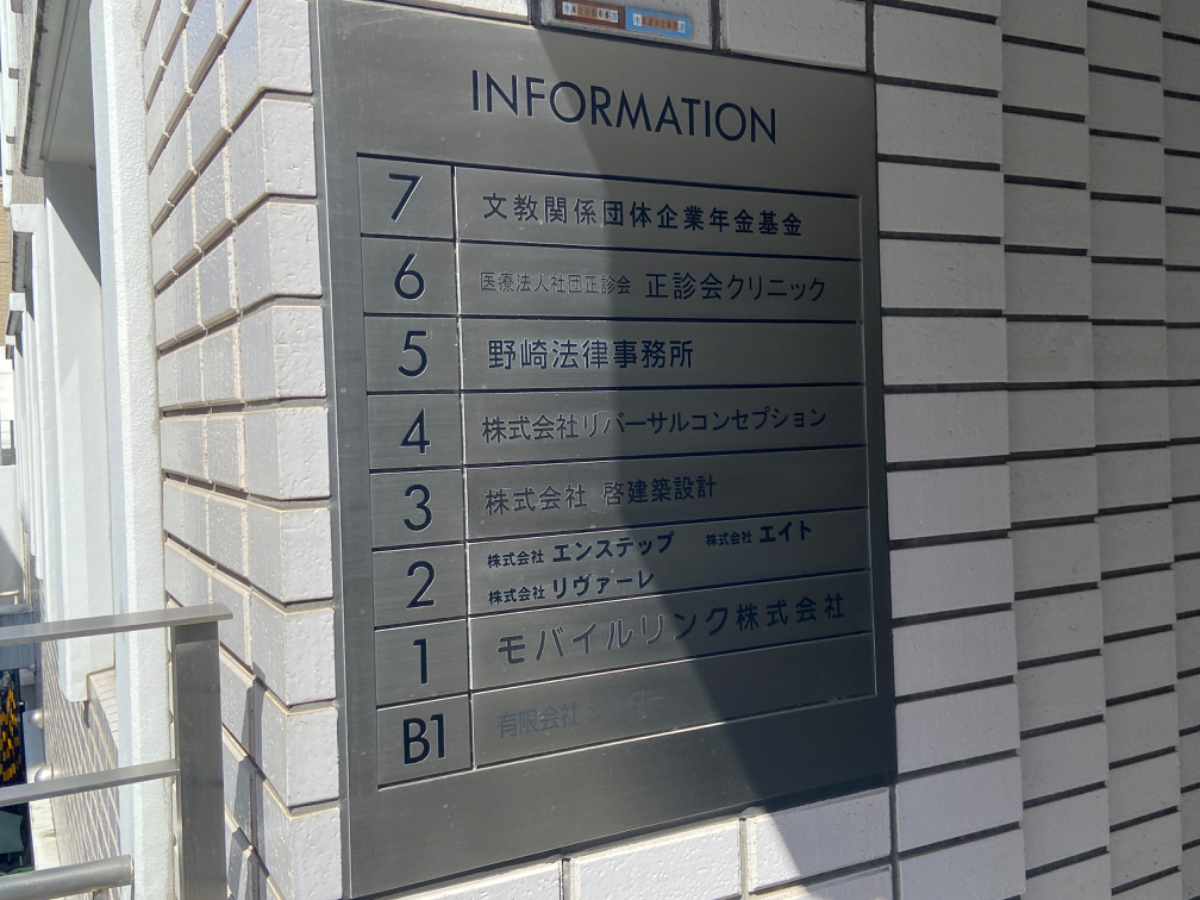 INFORMATION
7 文教関係団体企業年金基金
6 医療法人社団正診会 正診会クリニック
5 野崎法律事務所
4 株式会社リバーサルコンセプション
3 株式会社 啓建築設計
2 株式会社 エンステップ 株式会社 エイト
株式会社 リヴァーレ
1 モバイルリンク株式会社
B1 有限会社